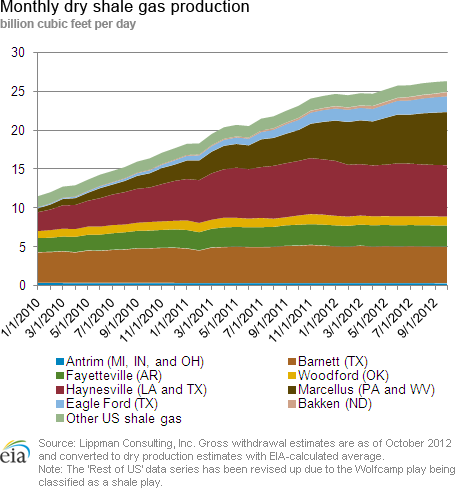 Monthly dry shale gas production
billion cubic feet per day
30
25
20
15
10
5
0
1/1/2010
3/1/2010
5/1/2010
7/1/2010
9/1/2010
11/1/2010
1/1/2011
3/1/2011
5/1/2011
7/1/2011
9/1/2011
11/1/2011
1/1/2012
3/1/2012
5/1/2012
7/1/2012
9/1/2012
Antrim (MI, IN, and OH)
Barnett (TX)
Fayetteville (AR)
Woodford (OK)
Haynesville (LA and TX)
Marcellus (PA and WV)
Eagle Ford (TX)
Bakken (ND)
Other US shale gas
eia
Source: Lippman Consulting, Inc. Gross withdrawal estimates are as of October 2012
and converted to dry production estimates with EIA-calculated average.
Note: The 'Rest of US' data series has been revised up due to the Wolfcamp play being
classified as a shale play.